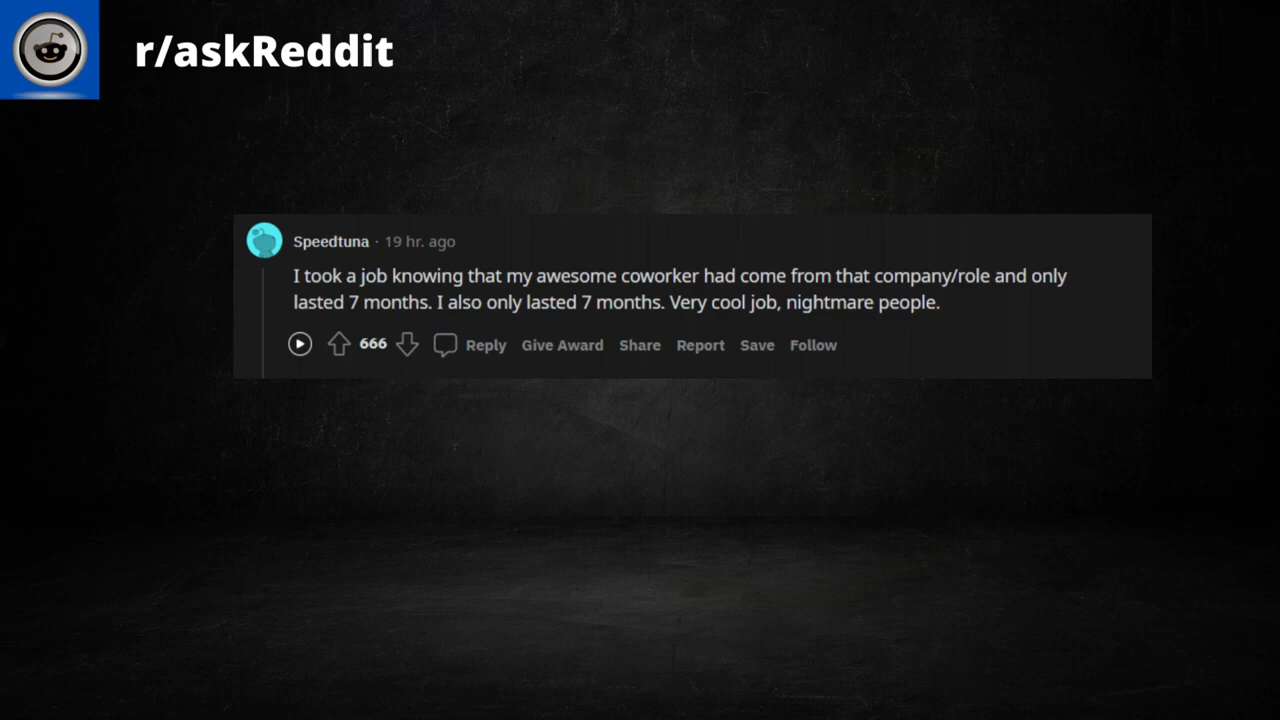 r/askReddit
Speedtuna · 19 hr. ago
I took a job knowing that my awesome coworker had come from that company/role and only
lasted 7 months. I also only lasted 7 months. Very cool job, nightmare people.
666 Reply Give Award Share Report Save Follow